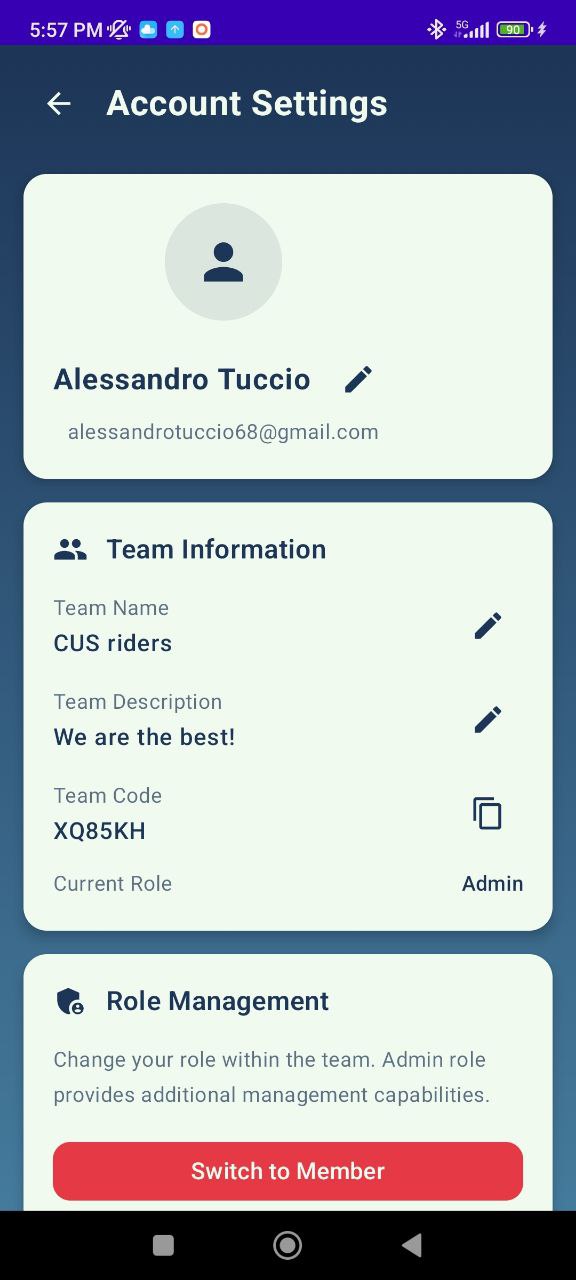 5:57 PM
5G
90
Account Settings
Alessandro Tuccio
alessandrotuccio68@gmail.com
Team Information
Team Name
CUS riders
Team Description
We are the best!
Team Code
XQ85KH
Current Role
Admin
Role Management
Change your role within the team. Admin role
provides additional management capabilities.
Switch to Member